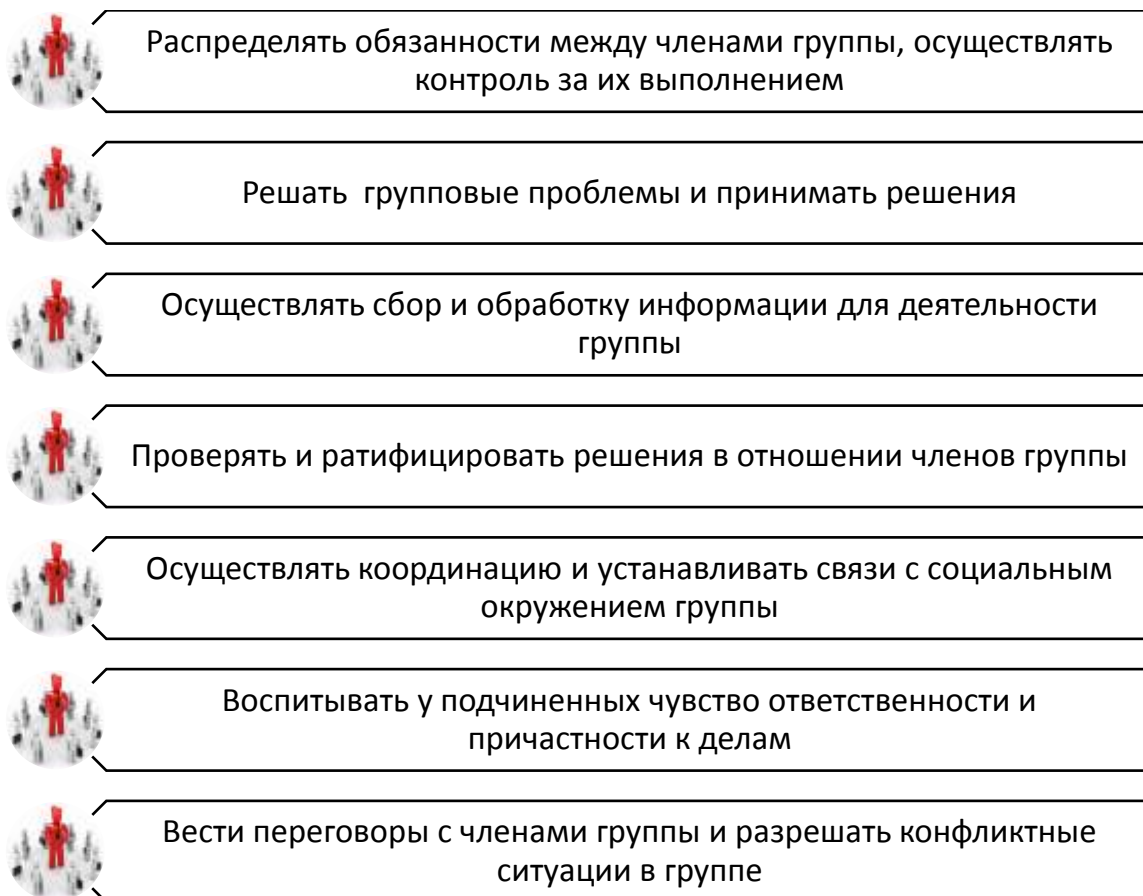 Распределять обязанности между членами группы, осуществлять
контроль за их выполнением
Решать  групповые проблемы и принимать решения
Осуществлять сбор и обработку информации для деятельности
группы
Проверять и ратифицировать решения в отношении членов группы
Осуществлять координацию и устанавливать связи с социальным
окружением группы
Воспитывать у подчиненных чувство ответственности и
причастности к делам
Вести переговоры с членами группы и разрешать конфликтные
ситуации в группе